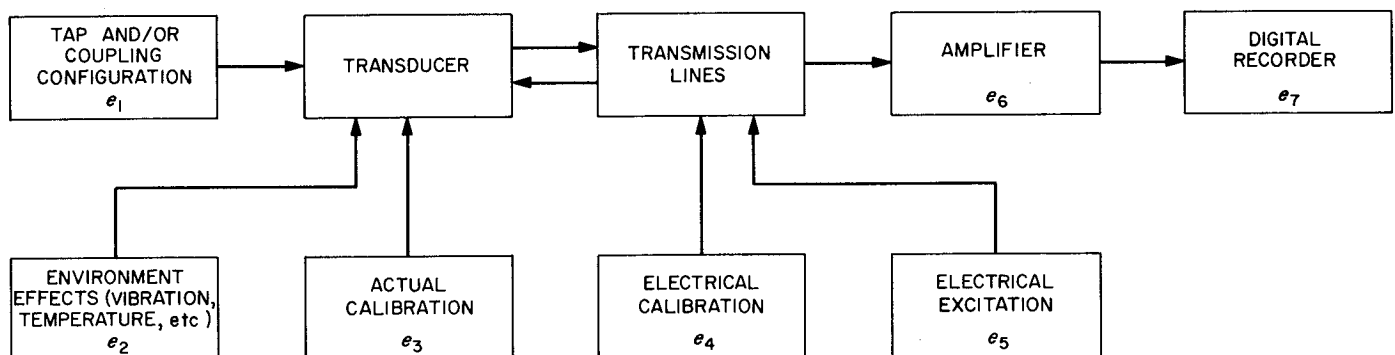 TAP AND/OR
COUPLING
CONFIGURATION
e₁
TRANSDUCER
TRANSMISSION
LINES
AMPLIFIER
e₆
DIGITAL
RECORDER
e₇
ENVIRONMENT
EFFECTS (VIBRATION,
TEMPERATURE, etc)
e₂
ACTUAL
CALIBRATION
e₃
ELECTRICAL
CALIBRATION
e₄
ELECTRICAL
EXCITATION
e₅